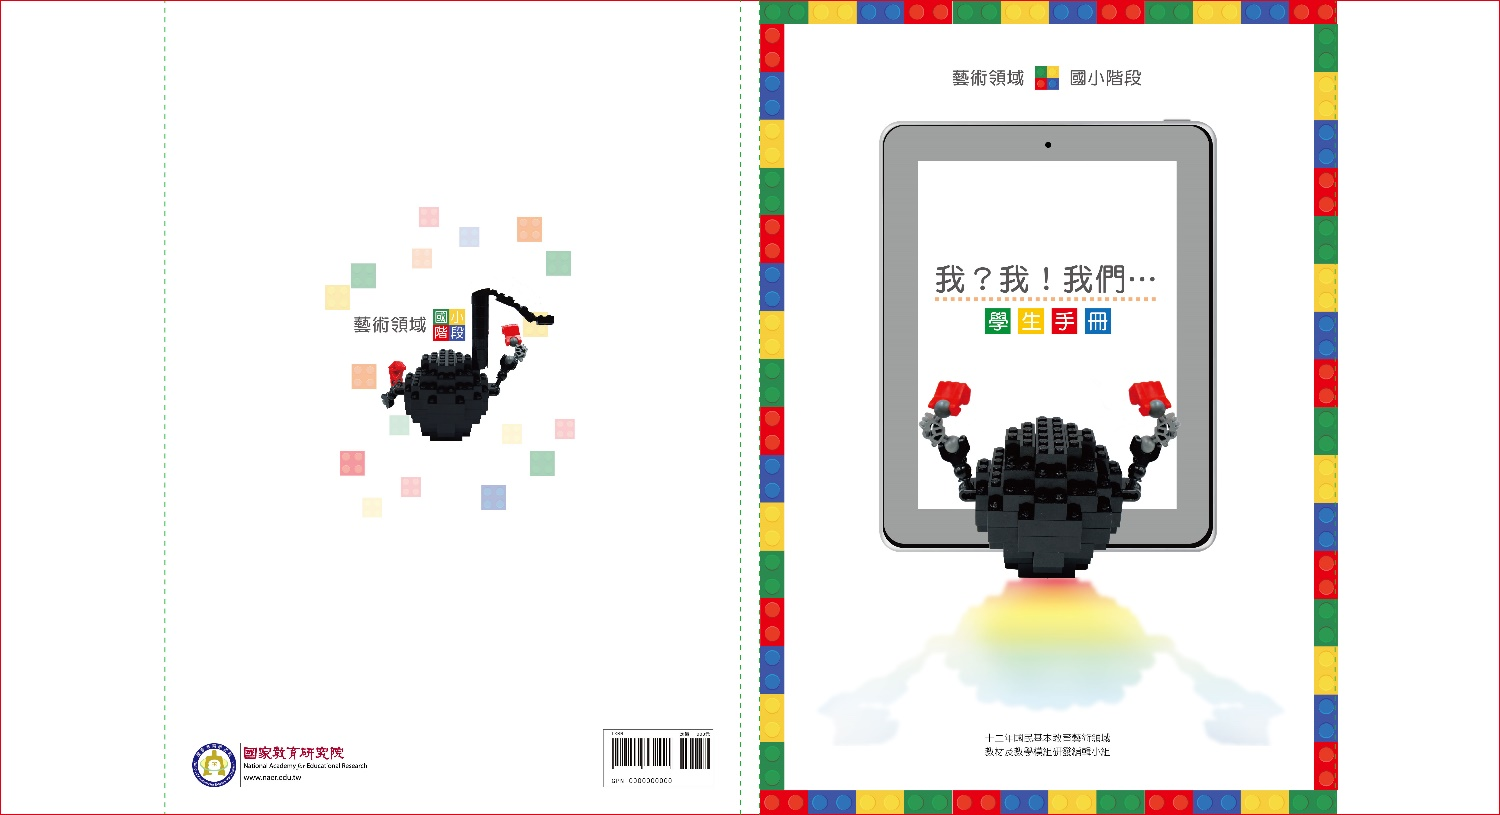 藝術領域 國小階段
國家教育研究院
National Academy for Educational Research
www.naer.edu.tw
GPN 0000000000
藝術領域 國小階段
我？我！我們…
學生手冊
十二年國民基本教育藝術領域
教材及教學模組研發編輯小組